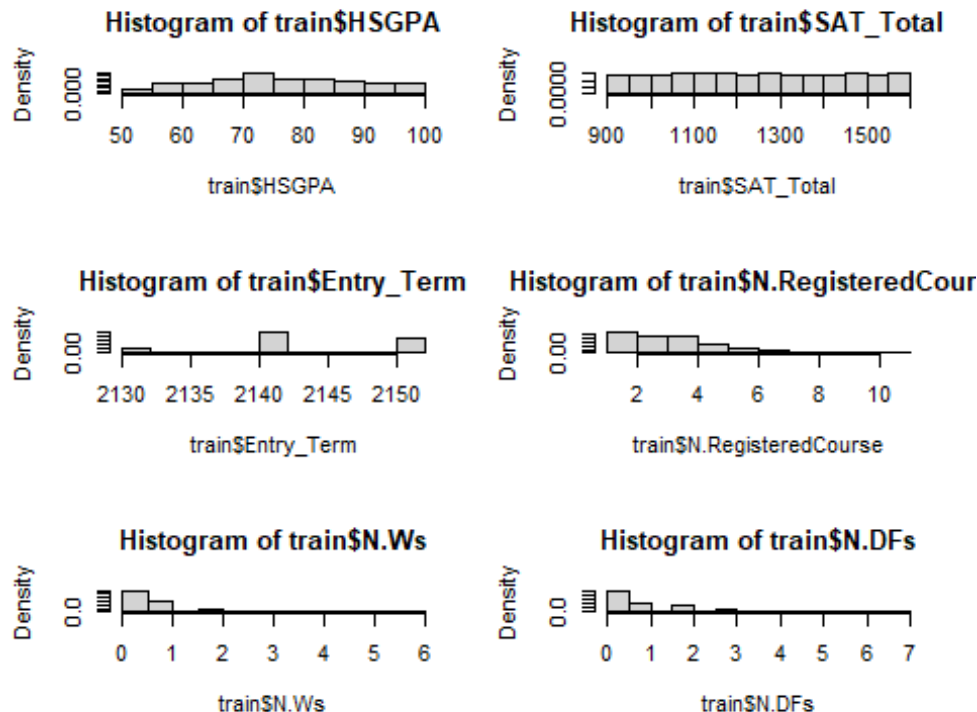 Histogram of train$HSGPA
Density
0.0000
50 60 70 80 90 100
train$HSGPA
Histogram of train$SAT_Total
Density
0.0000
900 1100 1300 1500
train$SAT_Total
Histogram of train$Entry_Term
Density
0.00
2130 2135 2140 2145 2150
train$Entry_Term
Histogram of train$N.RegisteredCour
Density
0.00
2 4 6 8 10
train$N.RegisteredCourse
Histogram of train$N.Ws
Density
0.0
0 1 2 3 4 5 6
train$N.Ws
Histogram of train$N.DFs
Density
0.0
0 1 2 3 4 5 6 7
train$N.DFs